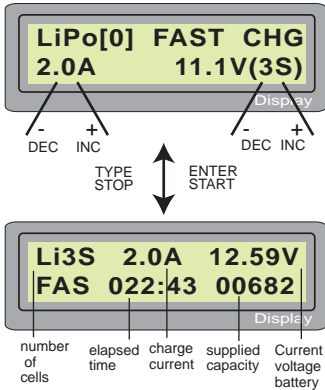 LiPo[0] FAST CHG
2.0A 11.1V(3S)
Display
- + - +
DEC INC DEC INC
TYPE ENTER
STOP START
Li3S 2.0A 12.59V
FAS 022:43 00682
Display
number elapsed charge supplied Current
of time current capacity voltage
cells battery